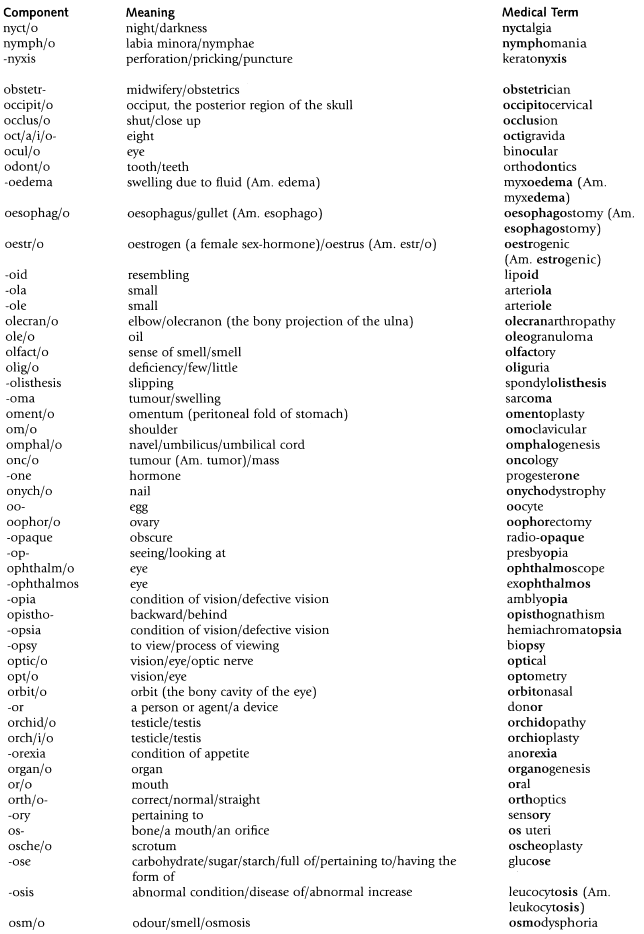 Component Meaning Medical Term
nyct/o night/darkness nyctalgia
nymph/o labia minora/nymphae nymphomania
-nyxis perforation/pricking/puncture keratonyxis
obstetr- midwifery/obstetrics obstetrician
occipit/o occiput, the posterior region of the skull occipitocervical
occlus/o shut/close up occlusion
oct/a/i/o- eight octigravida
ocul/o eye binocular
odont/o tooth/teeth orthodontics
-oedema swelling due to fluid (Am. edema) myxoedema (Am.
myxedema)
oesophag/o oesophagus/gullet (Am. esophago) oesophagostomy (Am.
esophagostomy)
oestr/o oestrogen (a female sex-hormone)/oestrus (Am. estr/o) oestrogenic
(Am. estrogenic)
-oid resembling lipoid
-ola small arteriola
-ole small arteriole
olecran/o elbow/olecranon (the bony projection of the ulna) olecranarthropathy
ole/o oil oleogranuloma
olfact/o sense of smell/smell olfactory
olig/o deficiency/few/little oliguria
-olisthesis slipping spondylolisthesis
-oma tumour/swelling sarcoma
oment/o omentum (peritoneal fold of stomach) omentoplasty
om/o shoulder omoclavicular
omphal/o navel/umbilicus/umbilical cord omphalogenesis
onc/o tumour (Am. tumor)/mass oncology
-one hormone progesterone
onych/o nail onychodystrophy
oo- egg oocyte
oophor/o ovary oophorectomy
-opaque obscure radio-opaque
-op- seeing/looking at presbyopia
ophthalm/o eye ophthalmoscope
-ophthalmos eye exophthalmos
-opia condition of vision/defective vision amblyopia
opistho- backward/behind opisthognathism
-opsia condition of vision/defective vision hemiachromatopsia
-opsy to view/process of viewing biopsy
optic/o vision/eye/optic nerve optical
opt/o vision/eye optometry
orbit/o orbit (the bony cavity of the eye) orbitonasal
-or a person or agent/a device donor
orchid/o testicle/testis orchidopathy
orch/i/o testicle/testis orchioplasty
-orexia condition of appetite anorexia
organ/o organ organogenesis
or/o mouth oral
orth/o- correct/normal/straight orthoptics
-ory pertaining to sensory
os- bone/a mouth/an orifice os uteri
osche/o scrotum oscheoplasty
-ose carbohydrate/sugar/starch/full of/pertaining to/having the glucose
form of
-osis abnormal condition/disease of/abnormal increase leucocytosis (Am.
leukocytosis)
osm/o odour/smell/osmosis osmodysphoria